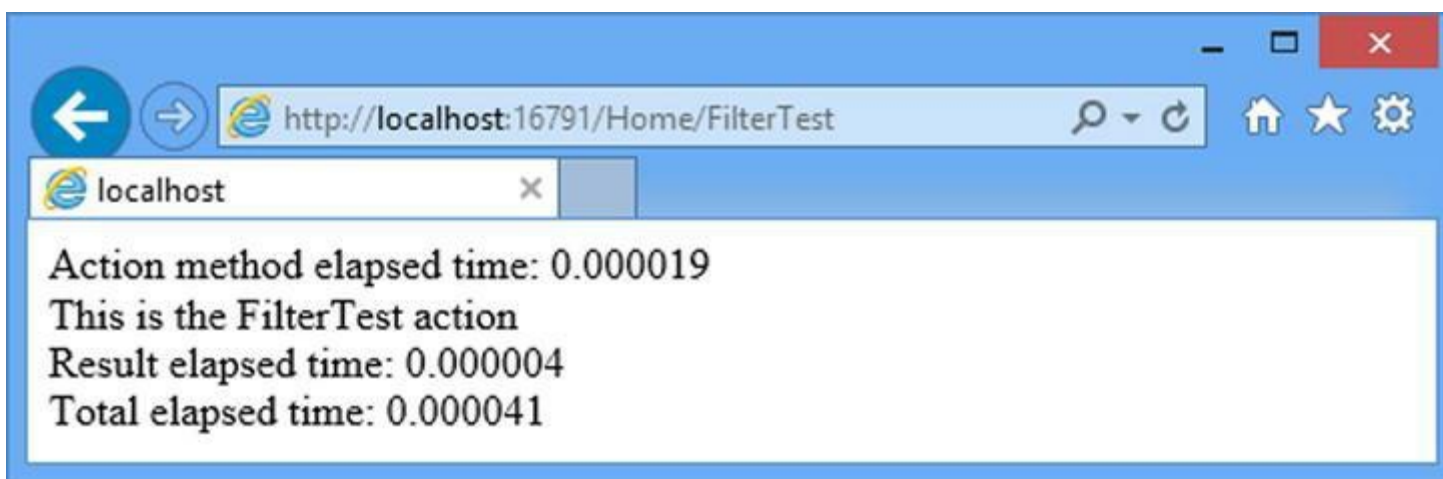 http://localhost:16791/Home/FilterTest
localhost
Action method elapsed time: 0.000019
This is the FilterTest action
Result elapsed time: 0.000004
Total elapsed time: 0.000041